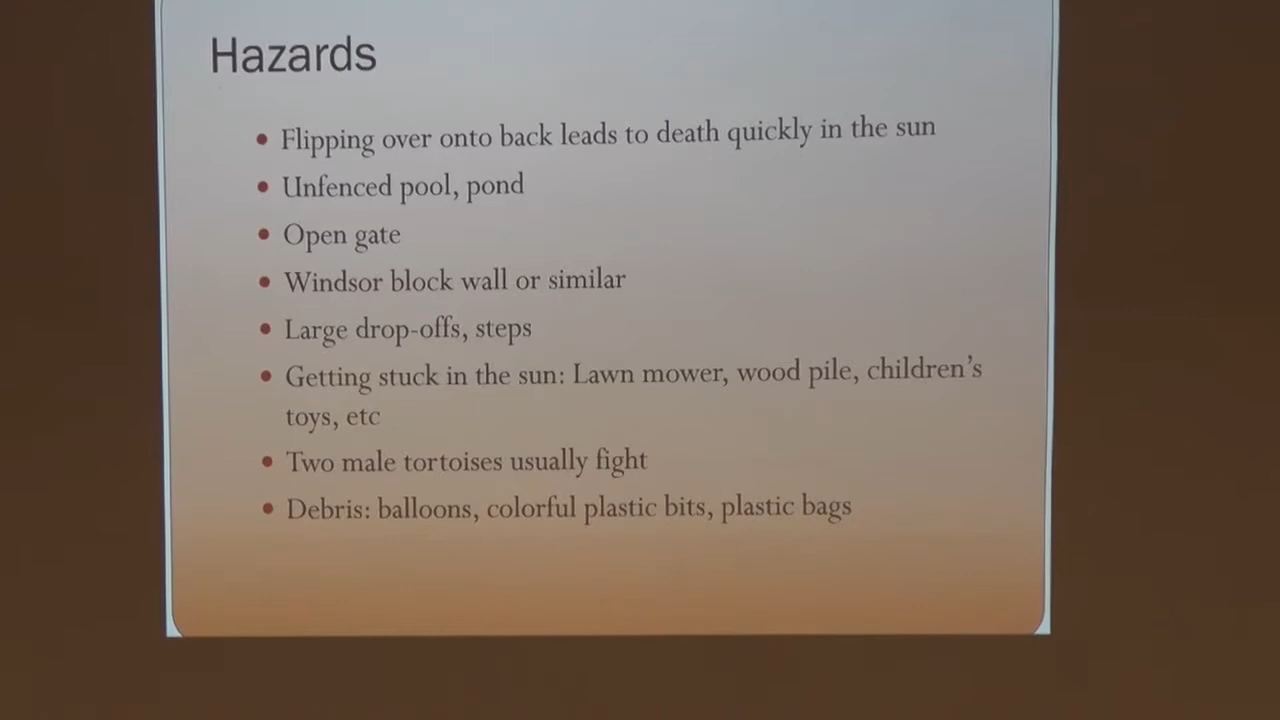 Hazards
• Flipping over onto back leads to death quickly in the sun
• Unfenced pool, pond
• Open gate
• Windsor block wall or similar
• Large drop-offs, steps
• Getting stuck in the sun: Lawn mower, wood pile, children’s
toys, etc
• Two male tortoises usually fight
• Debris: balloons, colorful plastic bits, plastic bags